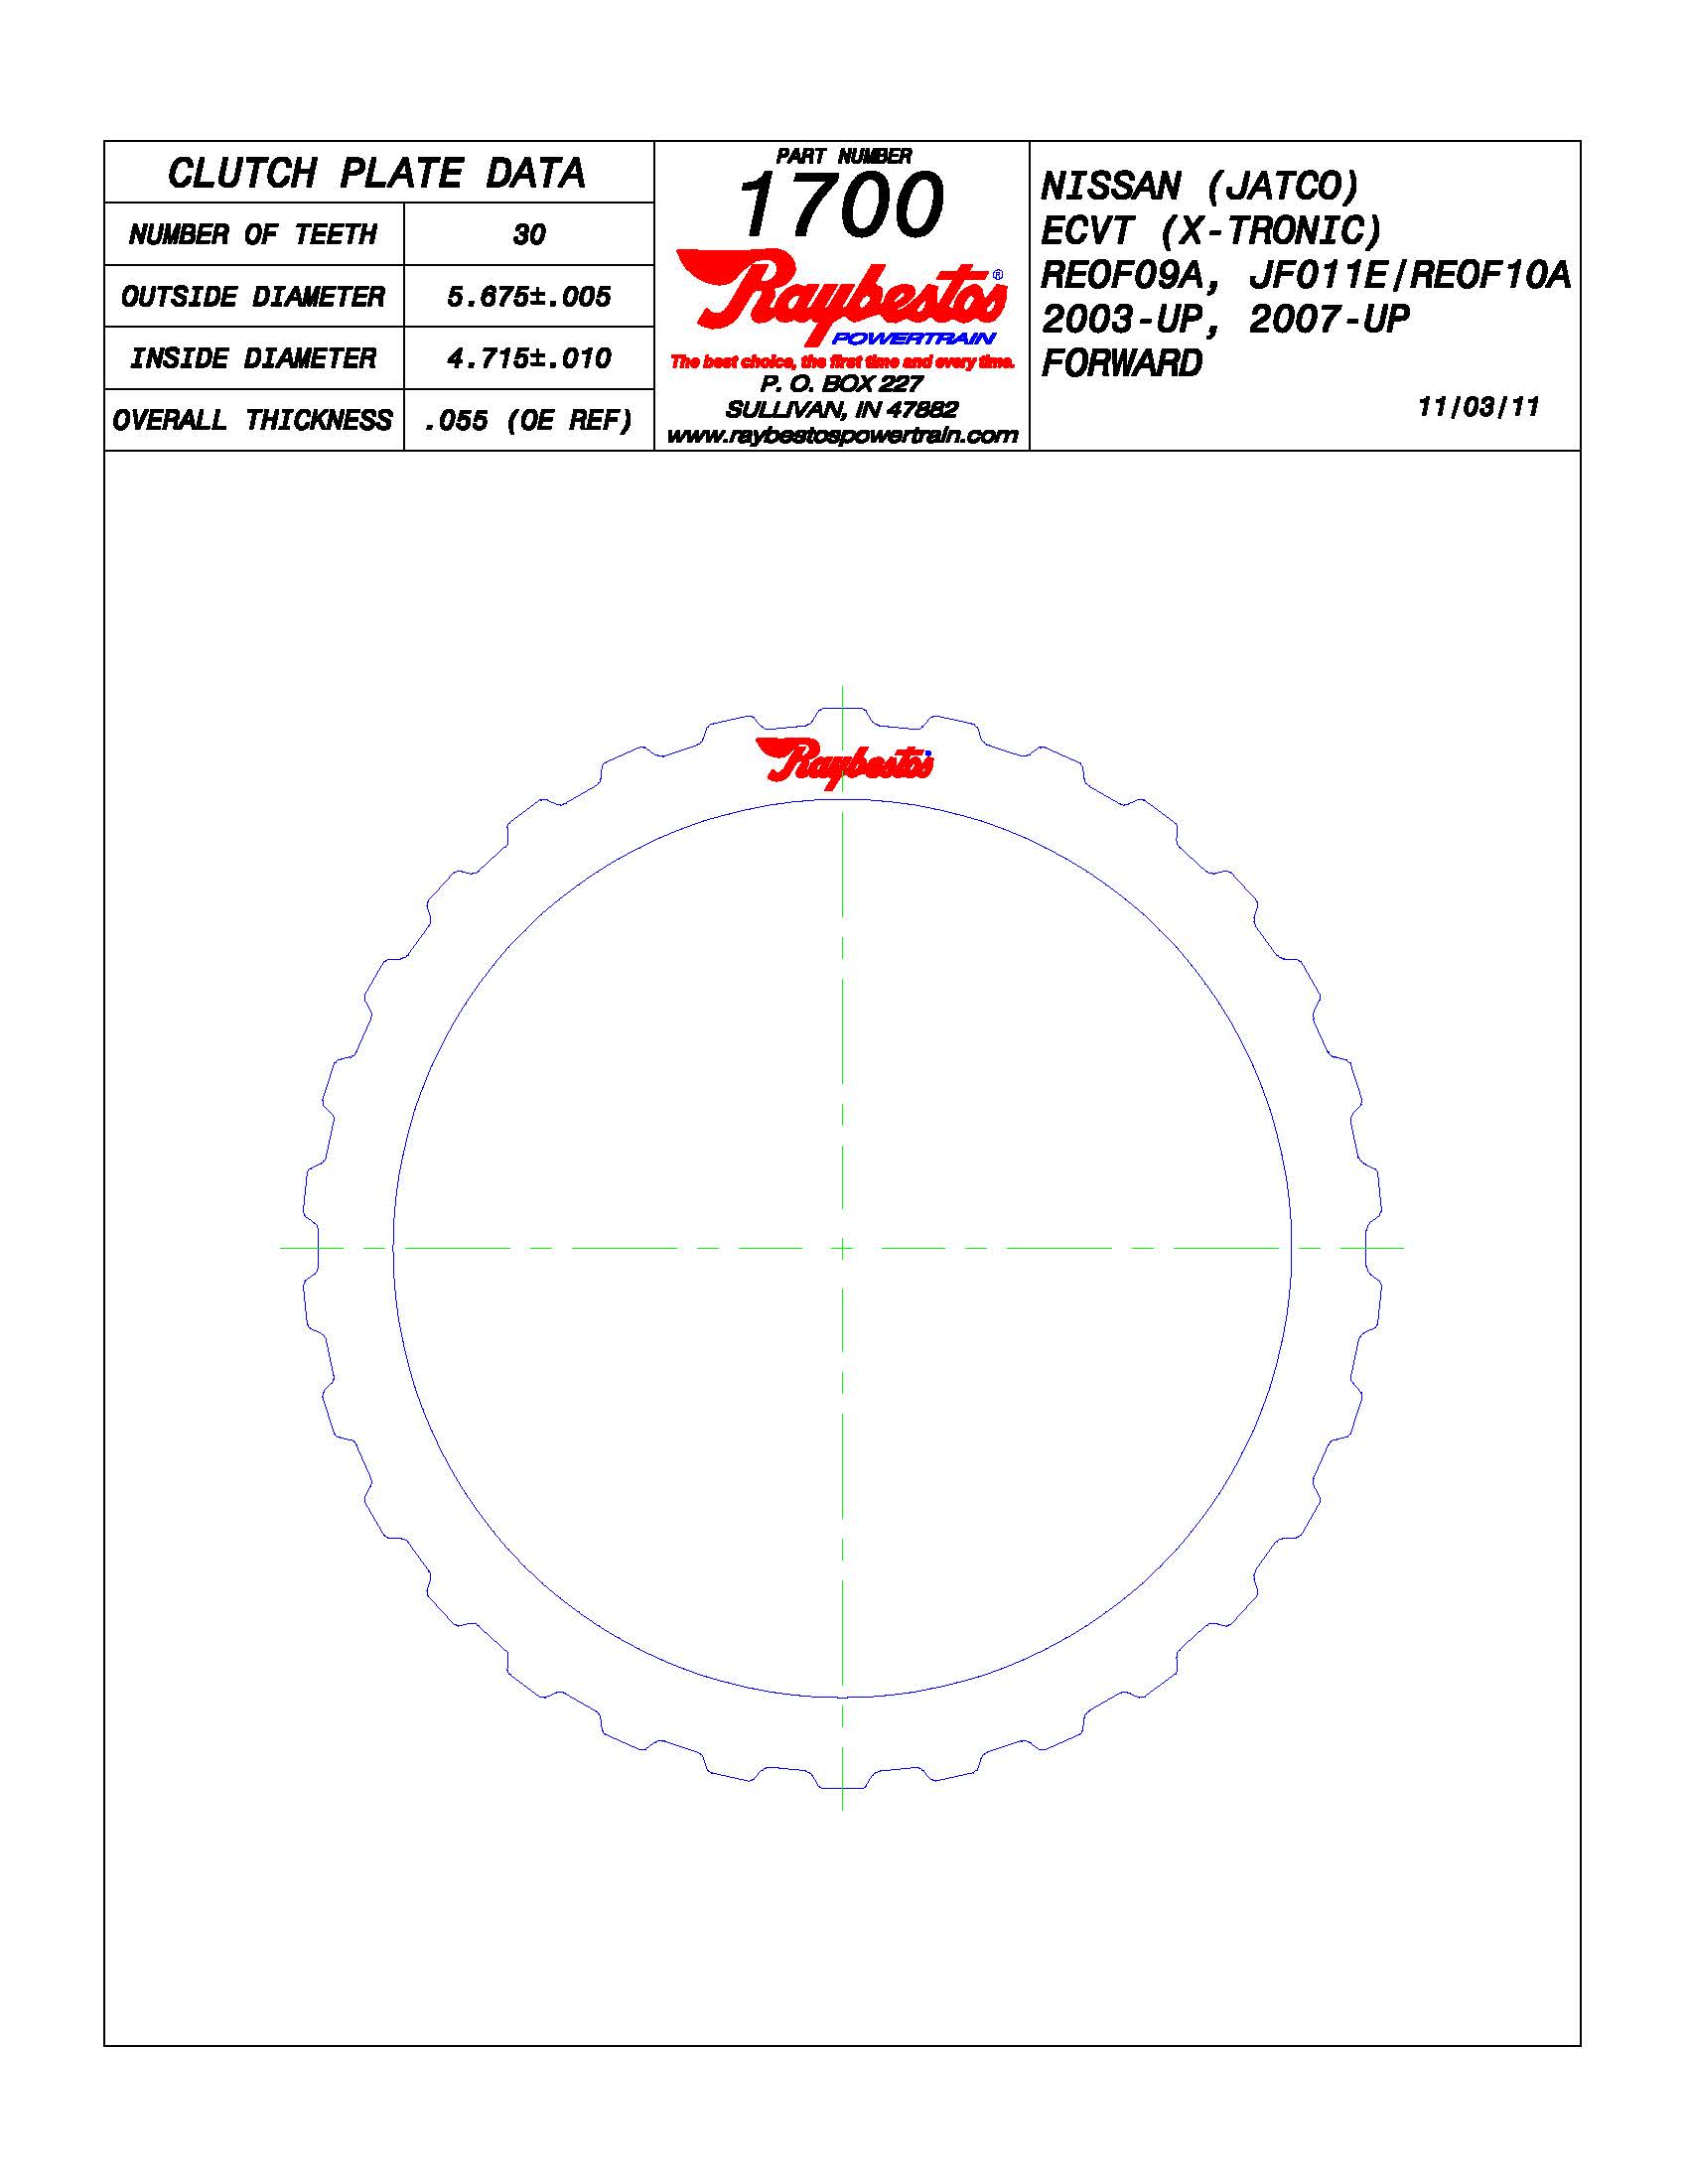 CLUTCH PLATE DATA
NUMBER OF TEETH 30
OUTSIDE DIAMETER 5.675±.005
INSIDE DIAMETER 4.715±.010
OVERALL THICKNESS .055 (OE REF)
PART NUMBER
1700
Raybestos®
POWERTRAIN
The best choice, the first time and every time.
P. O. BOX 227
SULLIVAN, IN 47882
www.raybestospowertrain.com
NISSAN (JATCO)
ECVT (X-TRONIC)
REOF09A, JF011E/REOF10A
2003-UP, 2007-UP
FORWARD
11/03/11
Raybestos